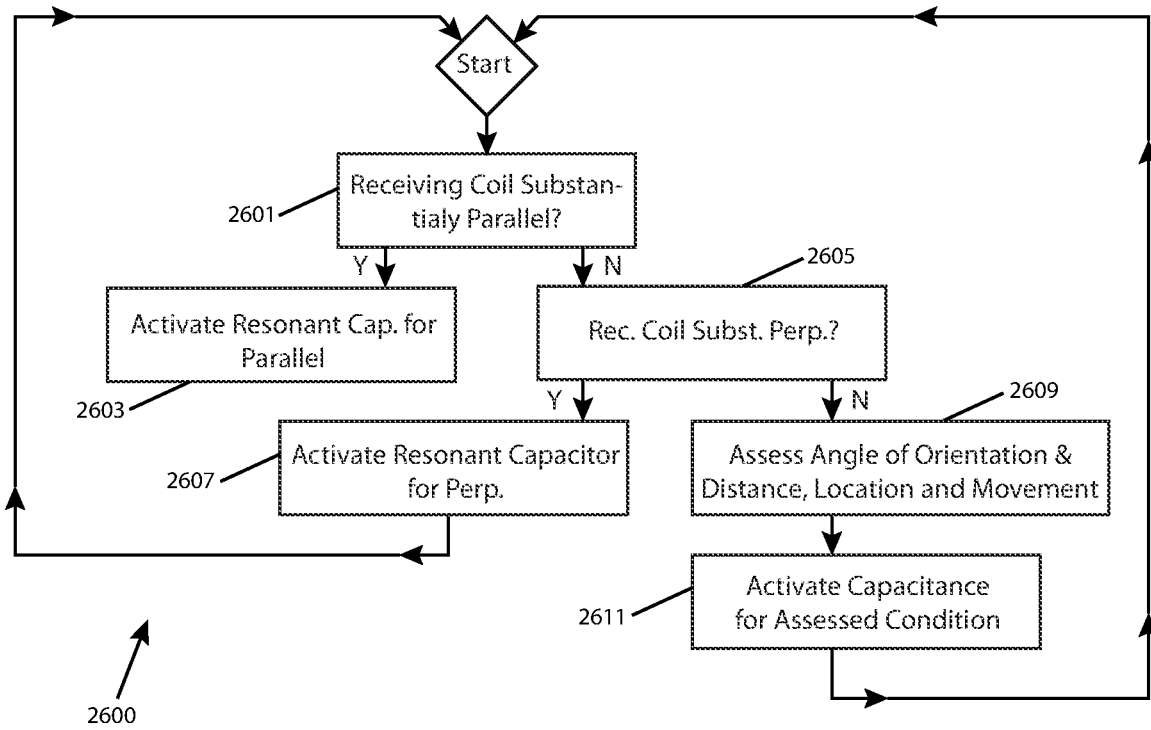 Start
Receiving Coil Substan-
tialy Parallel?
2601
Y
N
2605
Activate Resonant Cap. for
Parallel
Rec. Coil Subst. Perp.?
2603
Y
N
2609
Activate Resonant Capacitor
for Perp.
2607
Assess Angle of Orientation &
Distance, Location and Movement
Activate Capacitance
for Assessed Condition
2611
2600